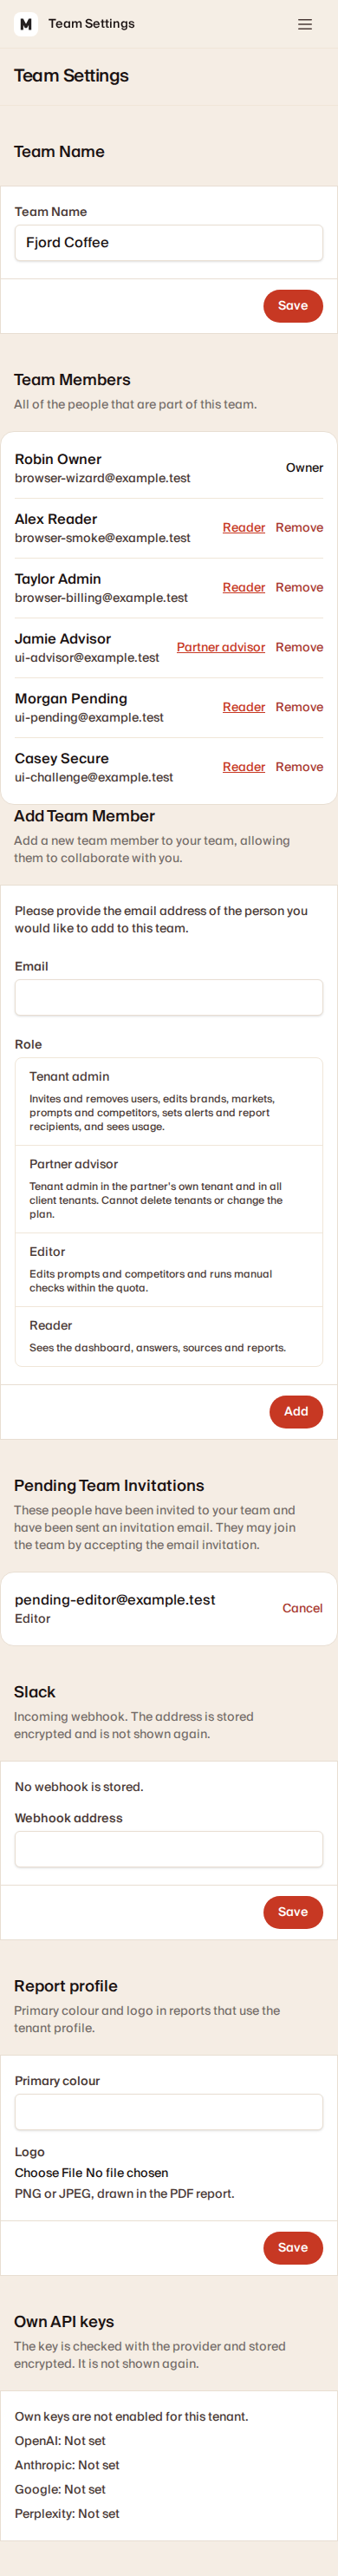 M Team Settings
Team Settings
Team Name
Team Name
Fjord Coffee
Save
Team Members
All of the people that are part of this team.
Robin Owner
browser-wizard@example.test
Owner
Alex Reader
browser-smoke@example.test
Reader Remove
Taylor Admin
browser-billing@example.test
Reader Remove
Jamie Advisor
ui-advisor@example.test
Partner advisor Remove
Morgan Pending
ui-pending@example.test
Reader Remove
Casey Secure
ui-challenge@example.test
Reader Remove
Add Team Member
Add a new team member to your team, allowing
them to collaborate with you.
Please provide the email address of the person you
would like to add to this team.
Email
Role
Tenant admin
Invites and removes users, edits brands, markets,
prompts and competitors, sets alerts and report
recipients, and sees usage.
Partner advisor
Tenant admin in the partner's own tenant and in all
client tenants. Cannot delete tenants or change the
plan.
Editor
Edits prompts and competitors and runs manual
checks within the quota.
Reader
Sees the dashboard, answers, sources and reports.
Add
Pending Team Invitations
These people have been invited to your team and
have been sent an invitation email. They may join
the team by accepting the email invitation.
pending-editor@example.test
Editor
Cancel
Slack
Incoming webhook. The address is stored
encrypted and is not shown again.
No webhook is stored.
Webhook address
Save
Report profile
Primary colour and logo in reports that use the
tenant profile.
Primary colour
Logo
Choose File No file chosen
PNG or JPEG, drawn in the PDF report.
Save
Own API keys
The key is checked with the provider and stored
encrypted. It is not shown again.
Own keys are not enabled for this tenant.
OpenAI: Not set
Anthropic: Not set
Google: Not set
Perplexity: Not set